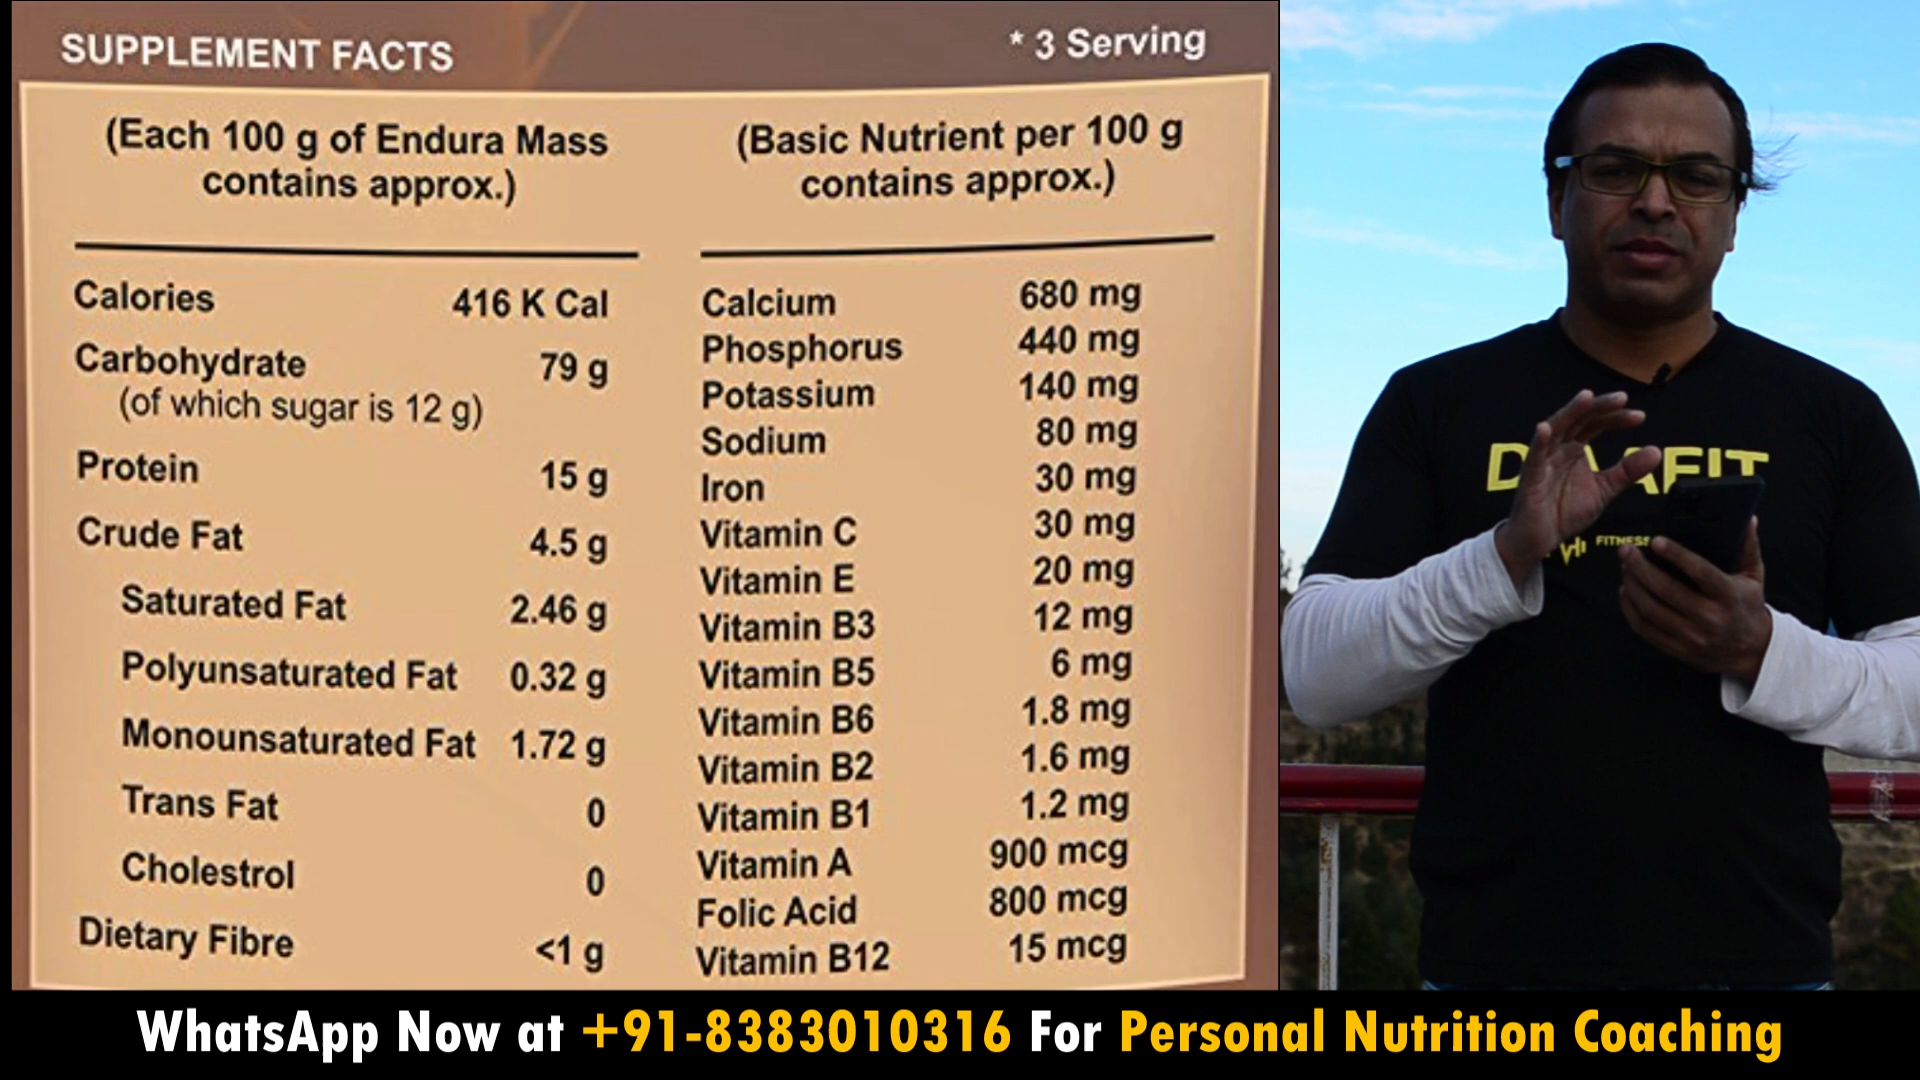 SUPPLEMENT FACTS
* 3 Serving
(Each 100 g of Endura Mass
contains approx.)
Calories 416 K Cal
Carbohydrate 79 g
(of which sugar is 12 g)
Protein 15 g
Crude Fat 4.5 g
Saturated Fat 2.46 g
Polyunsaturated Fat 0.32 g
Monounsaturated Fat 1.72 g
Trans Fat 0
Cholestrol 0
Dietary Fibre <1 g
(Basic Nutrient per 100 g
contains approx.)
Calcium 680 mg
Phosphorus 440 mg
Potassium 140 mg
Sodium 80 mg
Iron 30 mg
Vitamin C 30 mg
Vitamin E 20 mg
Vitamin B3 12 mg
Vitamin B5 6 mg
Vitamin B6 1.8 mg
Vitamin B2 1.6 mg
Vitamin B1 1.2 mg
Vitamin A 900 mcg
Folic Acid 800 mcg
Vitamin B12 15 mcg
FITNESS
WhatsApp Now at +91-8383010316 For Personal Nutrition Coaching